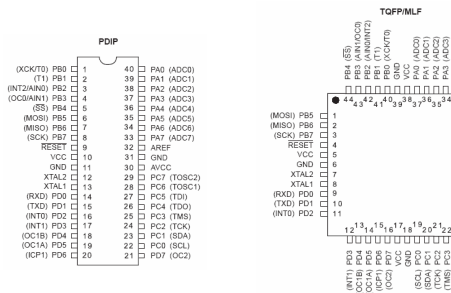 PDIP
(XCK/T0) PB0 1 40 PA0 (ADC0)
(T1) PB1 2 39 PA1 (ADC1)
(INT2/AIN0) PB2 3 38 PA2 (ADC2)
(OC0/AIN1) PB3 4 37 PA3 (ADC3)
(SS) PB4 5 36 PA4 (ADC4)
(MOSI) PB5 6 35 PA5 (ADC5)
(MISO) PB6 7 34 PA6 (ADC6)
(SCK) PB7 8 33 PA7 (ADC7)
RESET 9 32 AREF
VCC 10 31 GND
GND 11 30 AVCC
XTAL2 12 29 PC7 (TOSC2)
XTAL1 13 28 PC6 (TOSC1)
(RXD) PD0 14 27 PC5 (TDI)
(TXD) PD1 15 26 PC4 (TDO)
(INT0) PD2 16 25 PC3 (TMS)
(INT1) PD3 17 24 PC2 (TCK)
(OC1B) PD4 18 23 PC1 (SDA)
(OC1A) PD5 19 22 PC0 (SCL)
(ICP1) PD6 20 21 PD7 (OC2)
TQFP/MLF
PB4 (SS)
PB3 (AIN1/OC0)
PB2 (AIN0/INT2)
PB1 (T1)
PB0 (XCK/T0)
GND
VCC
PA0 (ADC0)
PA1 (ADC1)
PA2 (ADC2)
PA3 (ADC3)
44 43 42 41 40 39 38 37 36 35 34
(MOSI) PB5 1
(MISO) PB6 2
(SCK) PB7 3
RESET 4
VCC 5
GND 6
XTAL2 7
XTAL1 8
(RXD) PD0 9
(TXD) PD1 10
(INT0) PD2 11
12 13 14 15 16 17 18 19 20 21 22
(INT1) PD3
(OC1B) PD4
(OC1A) PD5
(ICP1) PD6
(OC2) PD7
VCC
GND
(SCL) PC0
(SDA) PC1
(TCK) PC2
(TMS) PC3